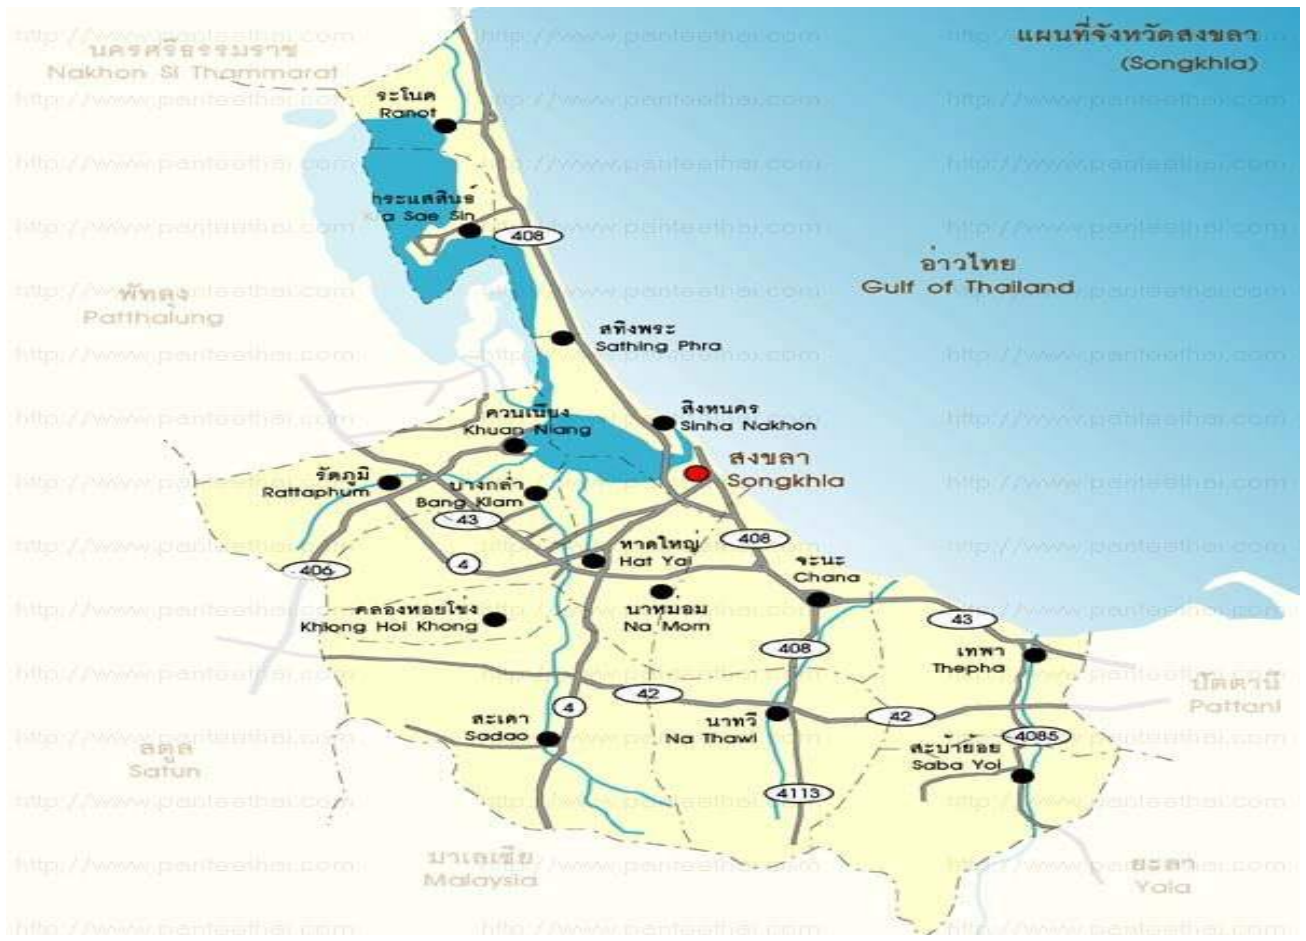 แผนที่จังหวัดสงขลา
(Songkhla)
นครศรีธรรมราช
Nakhon Si Thammarat
ระโนด
Ranot
กระแสสินธุ์
Kra Sae Sin
408
อ่าวไทย
Gulf of Thailand
พัทลุง
Patthalung
สทิงพระ
Sathing Phra
ควนเนียง
Khuan Niang
สิงหนคร
Sinha Nakhon
สงขลา
Songkhla
รัตภูมิ
Rattaphum
บางกล่ำ
Bang Klam
43
408
หาดใหญ่
Hat Yai
4
406
จะนะ
Chana
คลองหอยโข่ง
Khlong Hoi Khong
นาหม่อม
Na Mom
43
408
เทพา
Thepha
42
ปัตตานี
Pattani
4
42
สะเดา
Sadao
นาทวี
Na Thawi
4085
สะบ้าย้อย
Saba Yoi
สตูล
Satun
4113
มาเลเซีย
Malaysia
ยะลา
Yala
http://www.panteethai.com